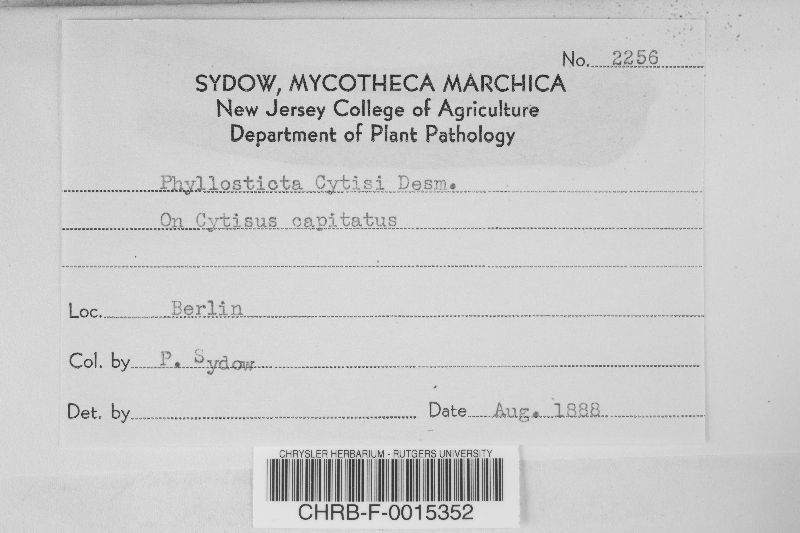 No. 2256
SYDOW, MYCOTHECA MARCHICA
New Jersey College of Agriculture
Department of Plant Pathology
Phyllosticta Cytisi Desm.
On Cytisus capitatus
Loc. Berlin
Col. by P. Sydow
Det. by
Date Aug. 1888
CHRYSLER HERBARIUM - RUTGERS UNIVERSITY
CHRB-F-0015352